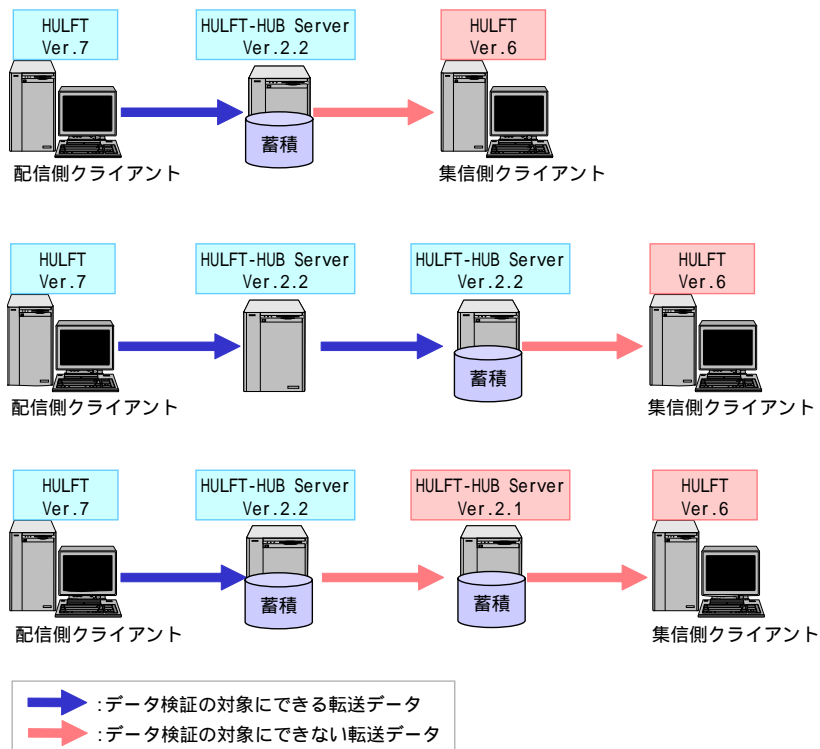 HULFT
Ver.7
HULFT-HUB Server
Ver.2.2
HULFT
Ver.6
蓄積
配信側クライアント
集信側クライアント
HULFT
Ver.7
HULFT-HUB Server
Ver.2.2
HULFT-HUB Server
Ver.2.2
HULFT
Ver.6
蓄積
配信側クライアント
集信側クライアント
HULFT
Ver.7
HULFT-HUB Server
Ver.2.2
HULFT-HUB Server
Ver.2.1
HULFT
Ver.6
蓄積
蓄積
配信側クライアント
集信側クライアント
:データ検証の対象にできる転送データ
:データ検証の対象にできない転送データ